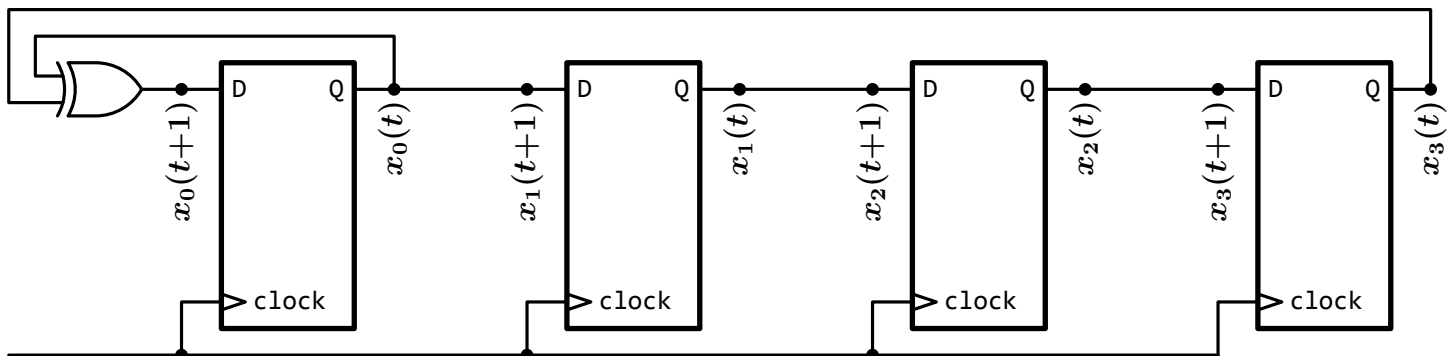 D Q D Q D Q D Q
x₀(t+1) x₀(t) x₁(t+1) x₁(t) x₂(t+1) x₂(t) x₃(t+1) x₃(t)
clock clock clock clock